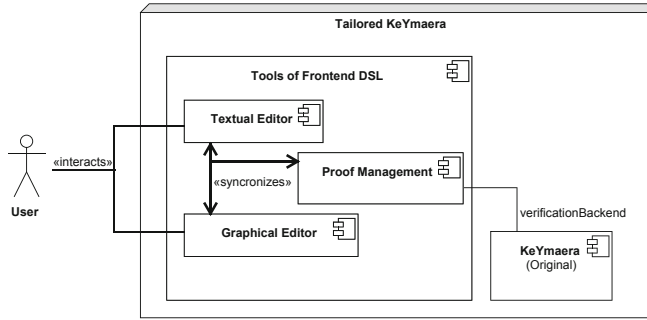 Tailored KeYmaera
Tools of Frontend DSL
Textual Editor
«interacts»
«syncronizes»
Proof Management
User
verificationBackend
Graphical Editor
KeYmaera
(Original)